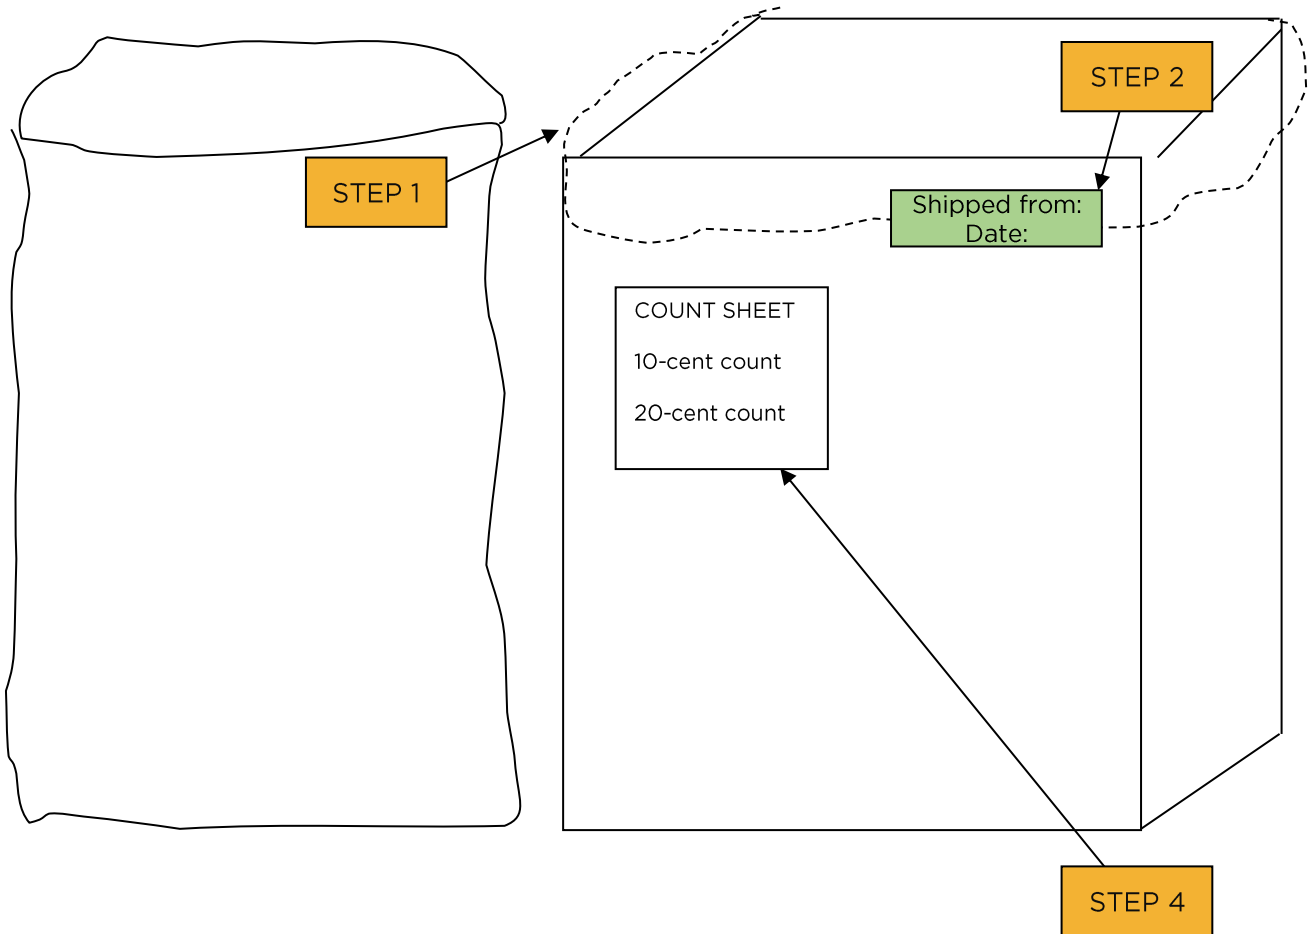 STEP 2
STEP 1
Shipped from:
Date:
COUNT SHEET
10-cent count
20-cent count
STEP 4